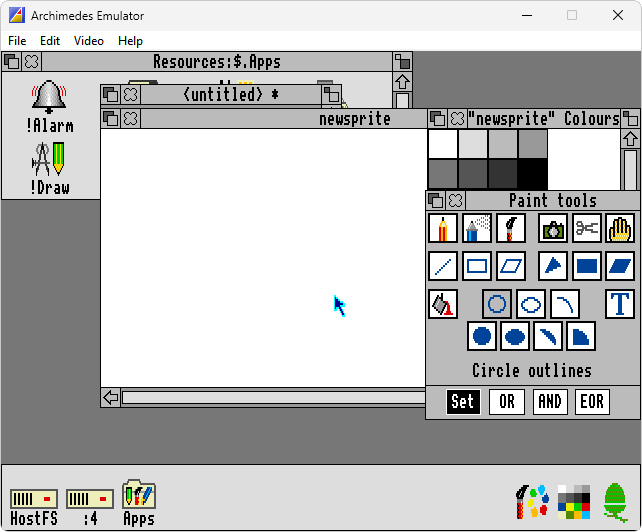 Archimedes Emulator
File Edit Video Help
Resources:$.Apps
!Alarm
!Draw
<untitled> *
newsprite
"newsprite" Colours
Paint tools
T
Circle outlines
Set OR AND EOR
HostFS :4 Apps